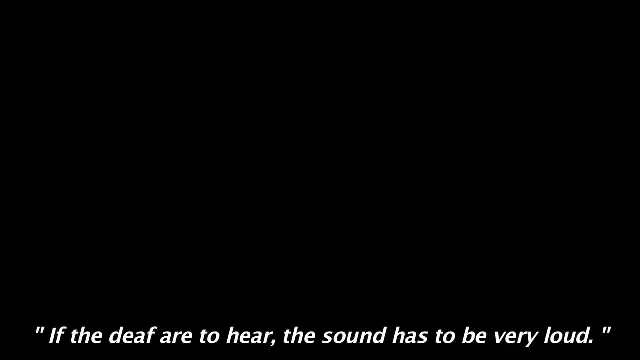 " If the deaf are to hear, the sound has to be very loud. "